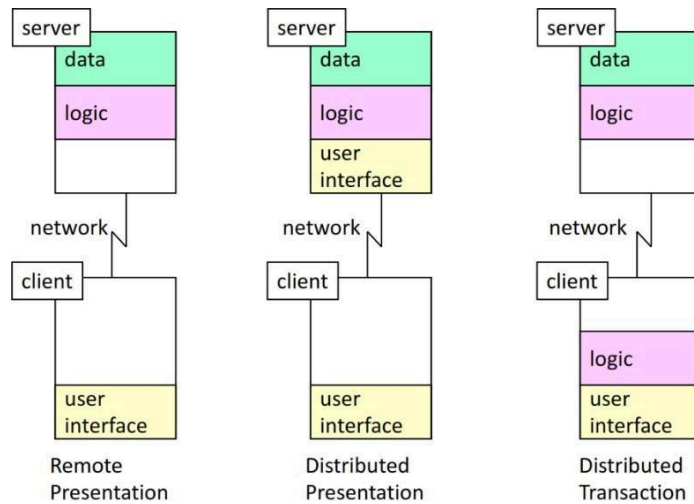 server
data
logic
network
client
user
interface
Remote
Presentation
server
data
logic
user
interface
network
client
user
interface
Distributed
Presentation
server
data
logic
network
client
logic
user
interface
Distributed
Transaction